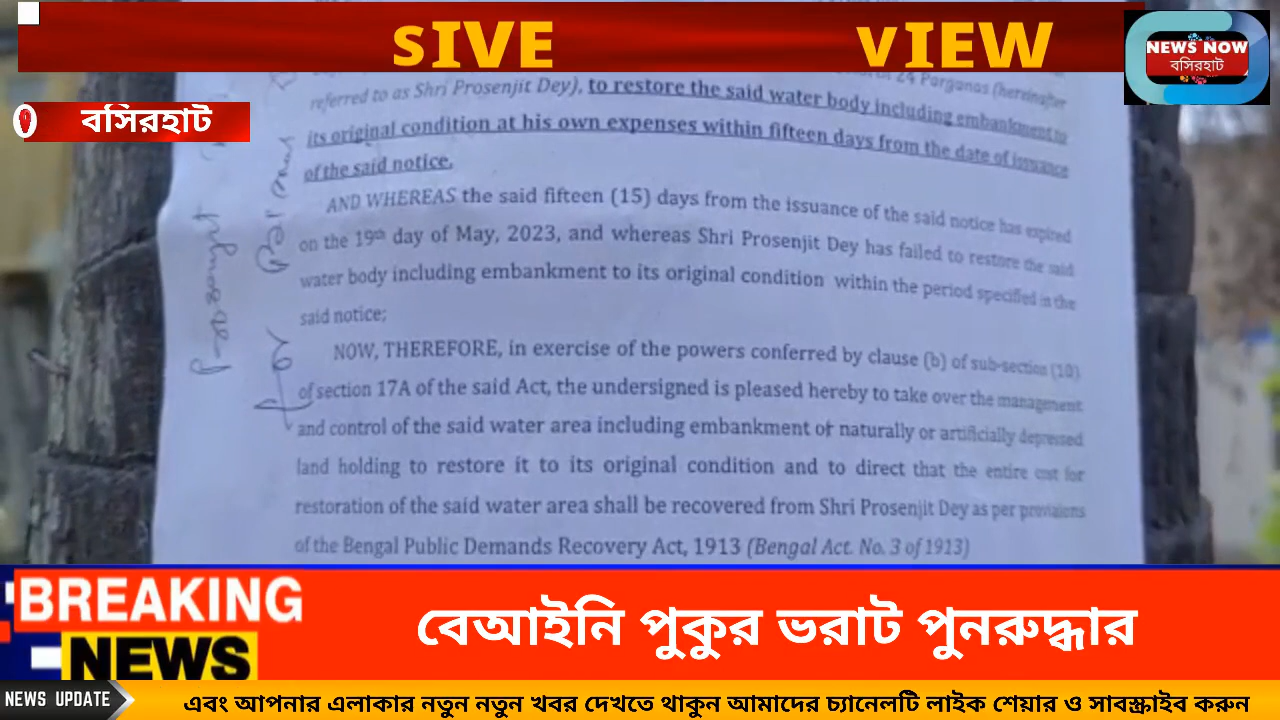 SIVE VIEW
NEWS NOW
বসিরহাট
বসিরহাট
24 Parganas (hereinafter
referred to as Shri Prosenjit Dey), to restore the said water body including embankment to
its original condition at his own expenses within fifteen days from the date of issuance
of the said notice.
AND WHEREAS the said fifteen (15) days from the issuance of the said notice has expired
on the 19th day of May, 2023, and whereas Shri Prosenjit Dey has failed to restore the said
water body including embankment to its original condition within the period specified in the
said notice;
NOW, THEREFORE, in exercise of the powers conferred by clause (b) of sub-section (10)
of section 17A of the said Act, the undersigned is pleased hereby to take over the management
and control of the said water area including embankment of naturally or artificially depressed
land holding to restore it to its original condition and to direct that the entire cost for
restoration of the said water area shall be recovered from Shri Prosenjit Dey as per provisions
of the Bengal Public Demands Recovery Act, 1913 (Bengal Act. No. 3 of 1913)
BREAKING
NEWS
বেআইনি পুকুর ভরাট পুনরুদ্ধার
NEWS UPDATE
এবং আপনার এলাকার নতুন নতুন খবর দেখতে থাকুন আমাদের চ্যানেলটি লাইক শেয়ার ও সাবস্ক্রাইব করুন